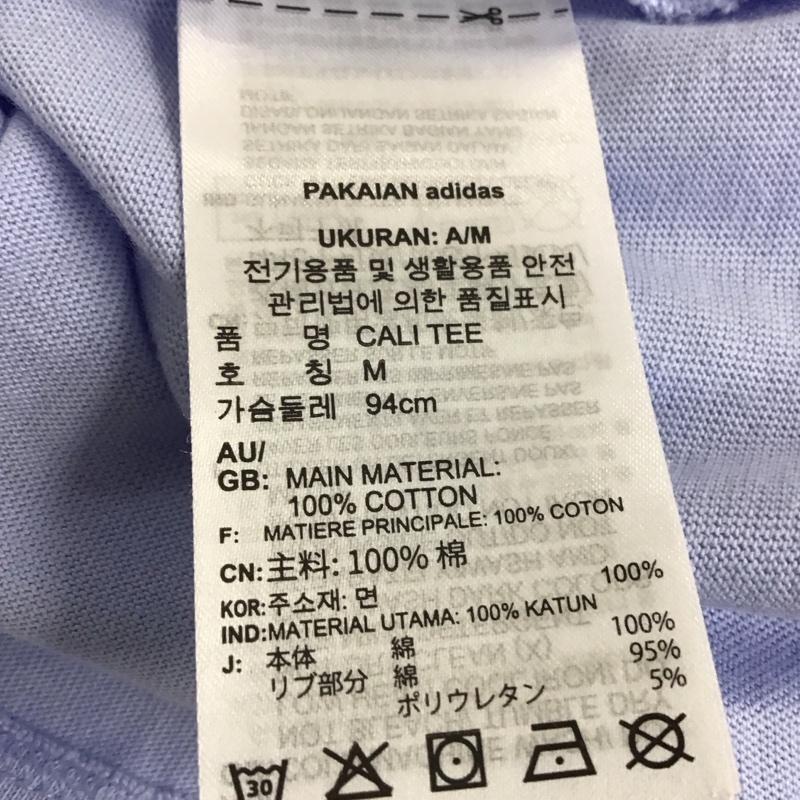 PAKAIAN adidas
UKURAN: A/M
전기용품 및 생활용품 안전
관리법에 의한 품질표시
품 명 CALI TEE
호 칭 M
가슴둘레 94cm
AU/
GB: MAIN MATERIAL:
100% COTTON
F: MATIERE PRINCIPALE: 100% COTON
CN: 主料: 100% 棉
KOR: 주소재: 면 100%
IND: MATERIAL UTAMA: 100% KATUN
J: 本体 綿 100%
リブ部分 綿 95%
ポリウレタン 5%
30